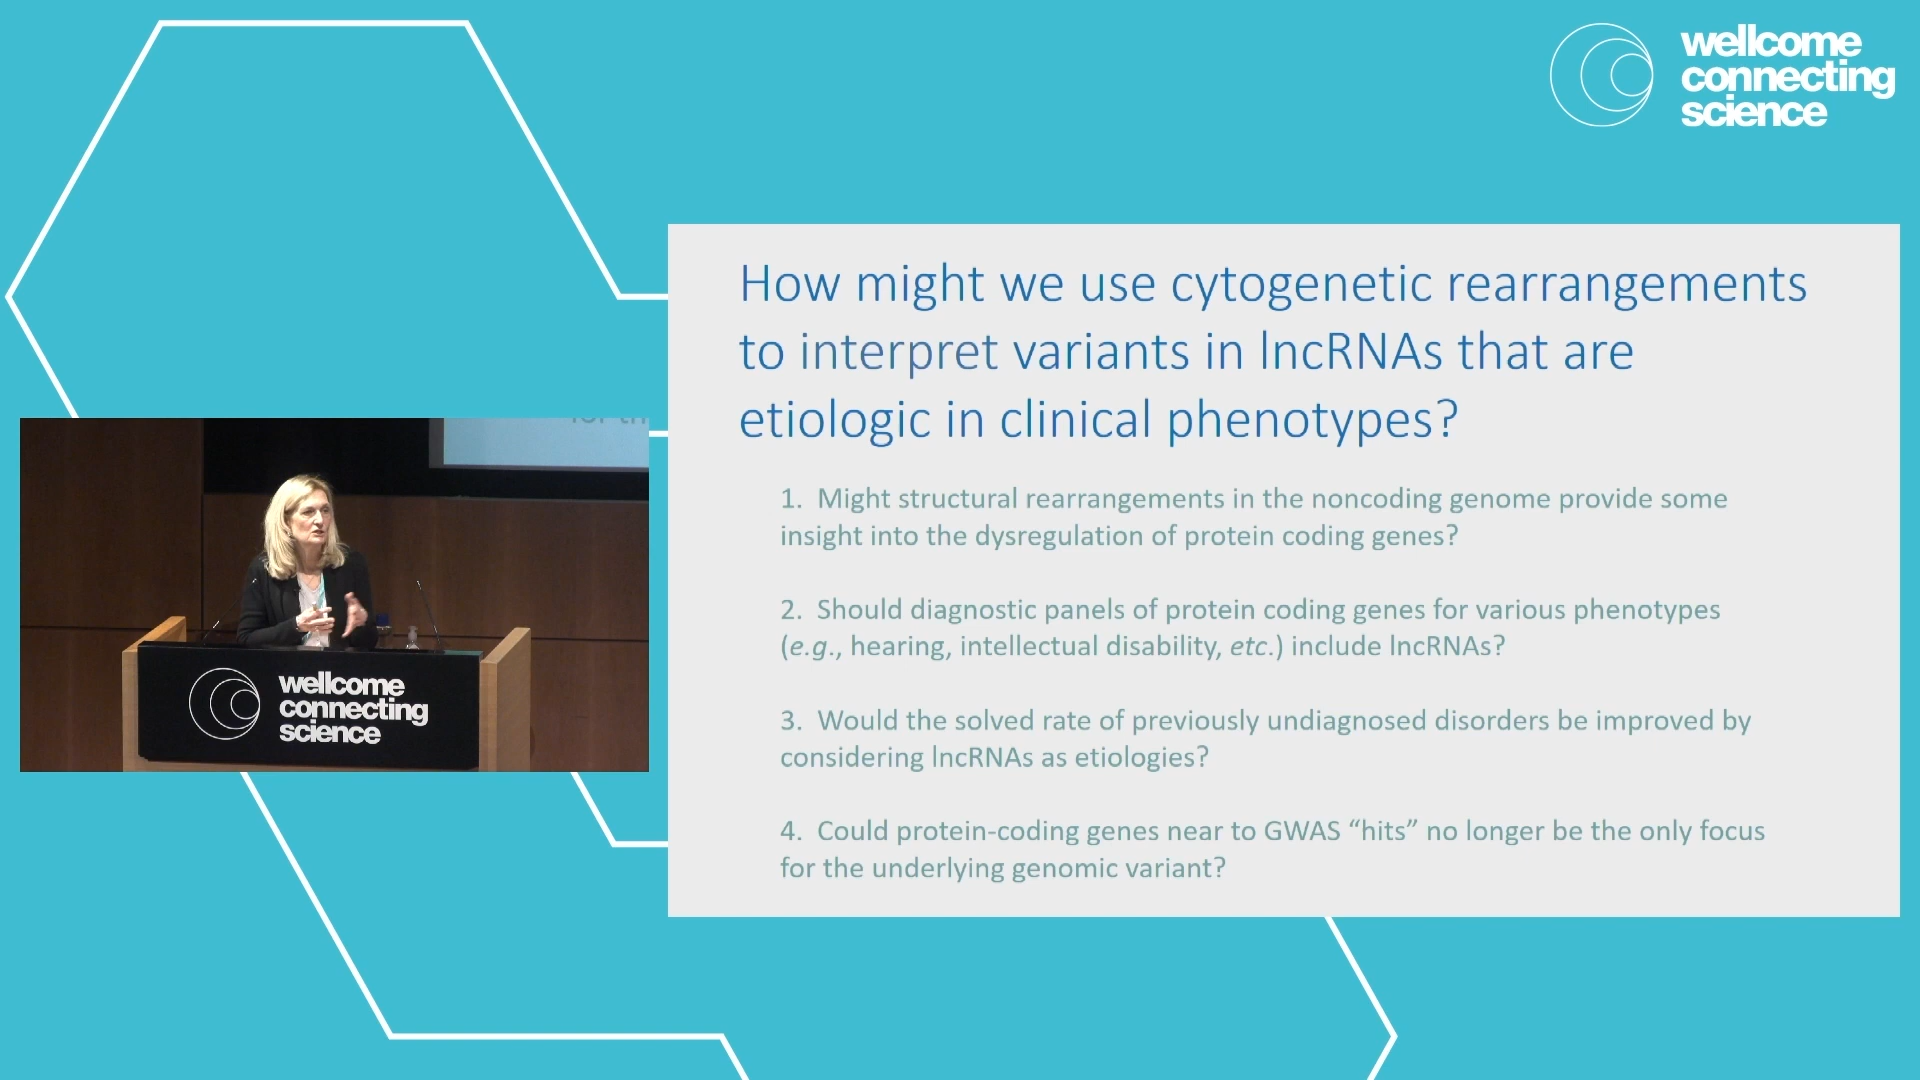 wellcome
connecting
science
How might we use cytogenetic rearrangements
to interpret variants in lncRNAs that are
etiologic in clinical phenotypes?
1. Might structural rearrangements in the noncoding genome provide some
insight into the dysregulation of protein coding genes?
2. Should diagnostic panels of protein coding genes for various phenotypes
(e.g., hearing, intellectual disability, etc.) include lncRNAs?
3. Would the solved rate of previously undiagnosed disorders be improved by
considering lncRNAs as etiologies?
4. Could protein-coding genes near to GWAS “hits” no longer be the only focus
for the underlying genomic variant?
wellcome
connecting
science